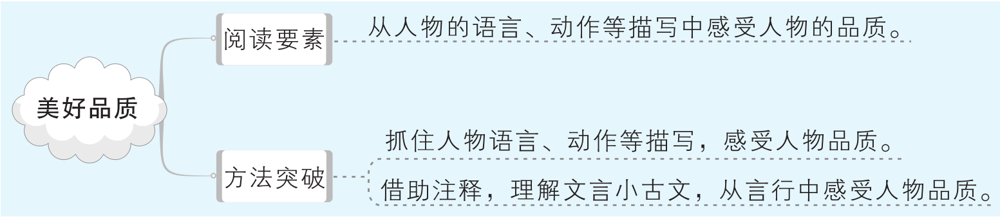 美好品质
阅读要素
从人物的语言、动作等描写中感受人物的品质。
方法突破
抓住人物语言、动作等描写，感受人物品质。
借助注释，理解文言小古文，从言行中感受人物品质。